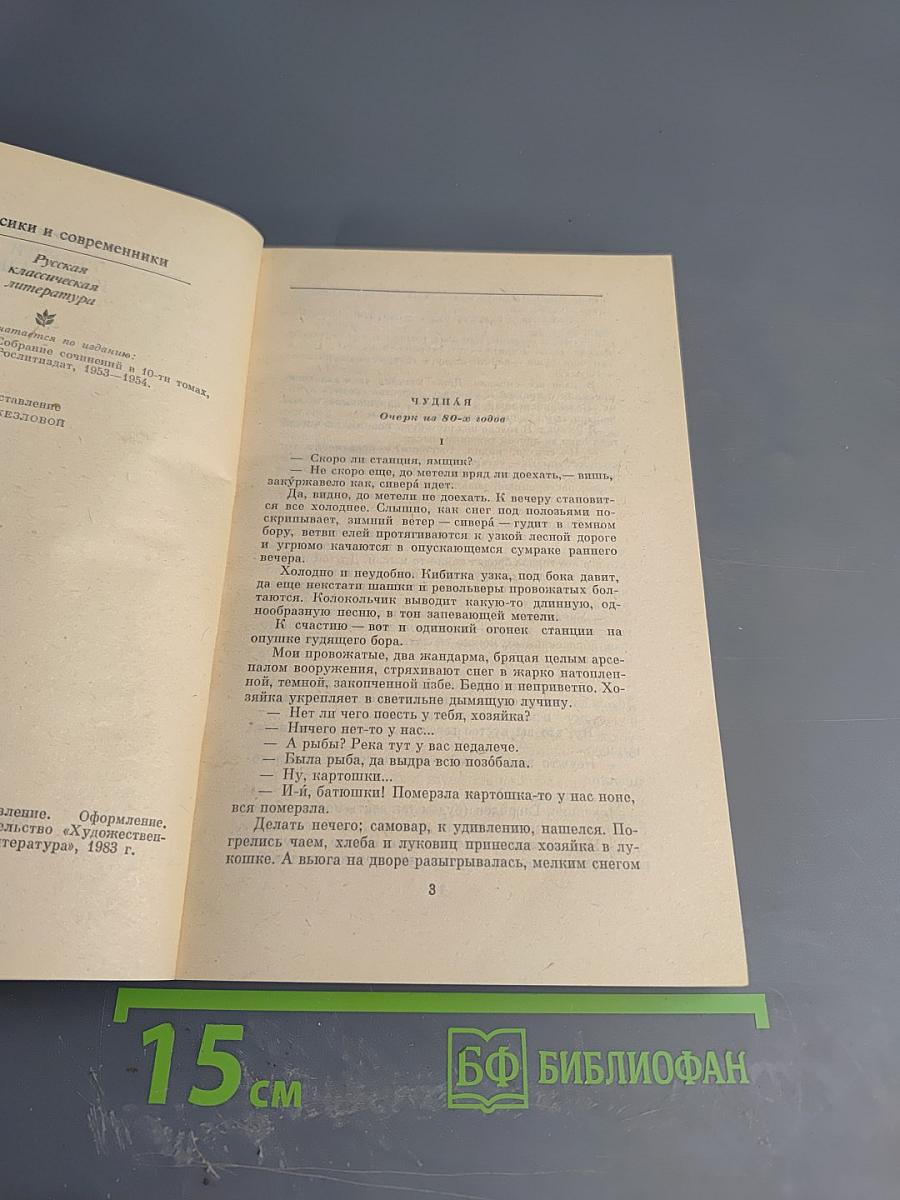 сики и современники
Русская
классическая
литература
чатается по изданию:
Собрание сочинений в 10-ти томах,
Гослитиздат, 1953—1954.
ставление
КЕЗЛОВОЙ
вление. Оформление.
ельство «Художествен-
тература», 1983 г.
ЧУДНАЯ
Очерк из 80-х годов
I
— Скоро ли станция, ямщик?
— Не скоро еще, до метели вряд ли доехать,— вишь,
закуржавело как, сивера́ идет.
Да, видно, до метели не доехать. К вечеру становит-
ся все холоднее. Слышно, как снег под полозьями по-
скрипывает, зимний ветер — сивера́ — гудит в темном
бору, ветви елей протягиваются к узкой лесной дороге
и угрюмо качаются в опускающемся сумраке раннего
вечера.
Холодно и неудобно. Кибитка узка, под бока давит,
да еще некстати шашки и револьверы провожатых бол-
таются. Колокольчик выводит какую-то длинную, од-
нообразную песню, в тон запевающей метели.
К счастию — вот и одинокий огонек станции на
опушке гудящего бора.
Мои провожатые, два жандарма, бряцая целым арсе-
налом вооружения, стряхивают снег в жарко натоплен-
ной, темной, закопченной избе. Бедно и неприветно. Хо-
зяйка укрепляет в светильне дымящую лучину.
— Нет ли чего поесть у тебя, хозяйка?
— Ничего нет-то у нас...
— А рыбы? Река тут у вас недалече.
— Была рыба, да выдра всю позо́бала.
— Ну, картошки...
— И-и́, батюшки! Померзла картошка-то у нас ноне,
вся померзла.
Делать нечего; самовар, к удивлению, нашелся. По-
грелись чаем, хлеба и луковиц принесла хозяйка в лу-
кошке. А вьюга на дворе разыгрывалась, мелким снегом
3
15 см
БФ БИБЛИОФАН